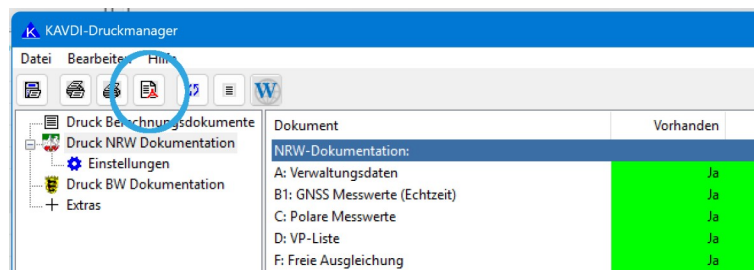 KAVDI-Druckmanager
Datei Bearbeiten Hilfe
W
Druck Berechnungsdokumente
Druck NRW Dokumentation
Einstellungen
Druck BW Dokumentation
Extras
Dokument Vorhanden
NRW-Dokumentation:
A: Verwaltungsdaten Ja
B1: GNSS Messwerte (Echtzeit) Ja
C: Polare Messwerte Ja
D: VP-Liste Ja
F: Freie Ausgleichung Ja